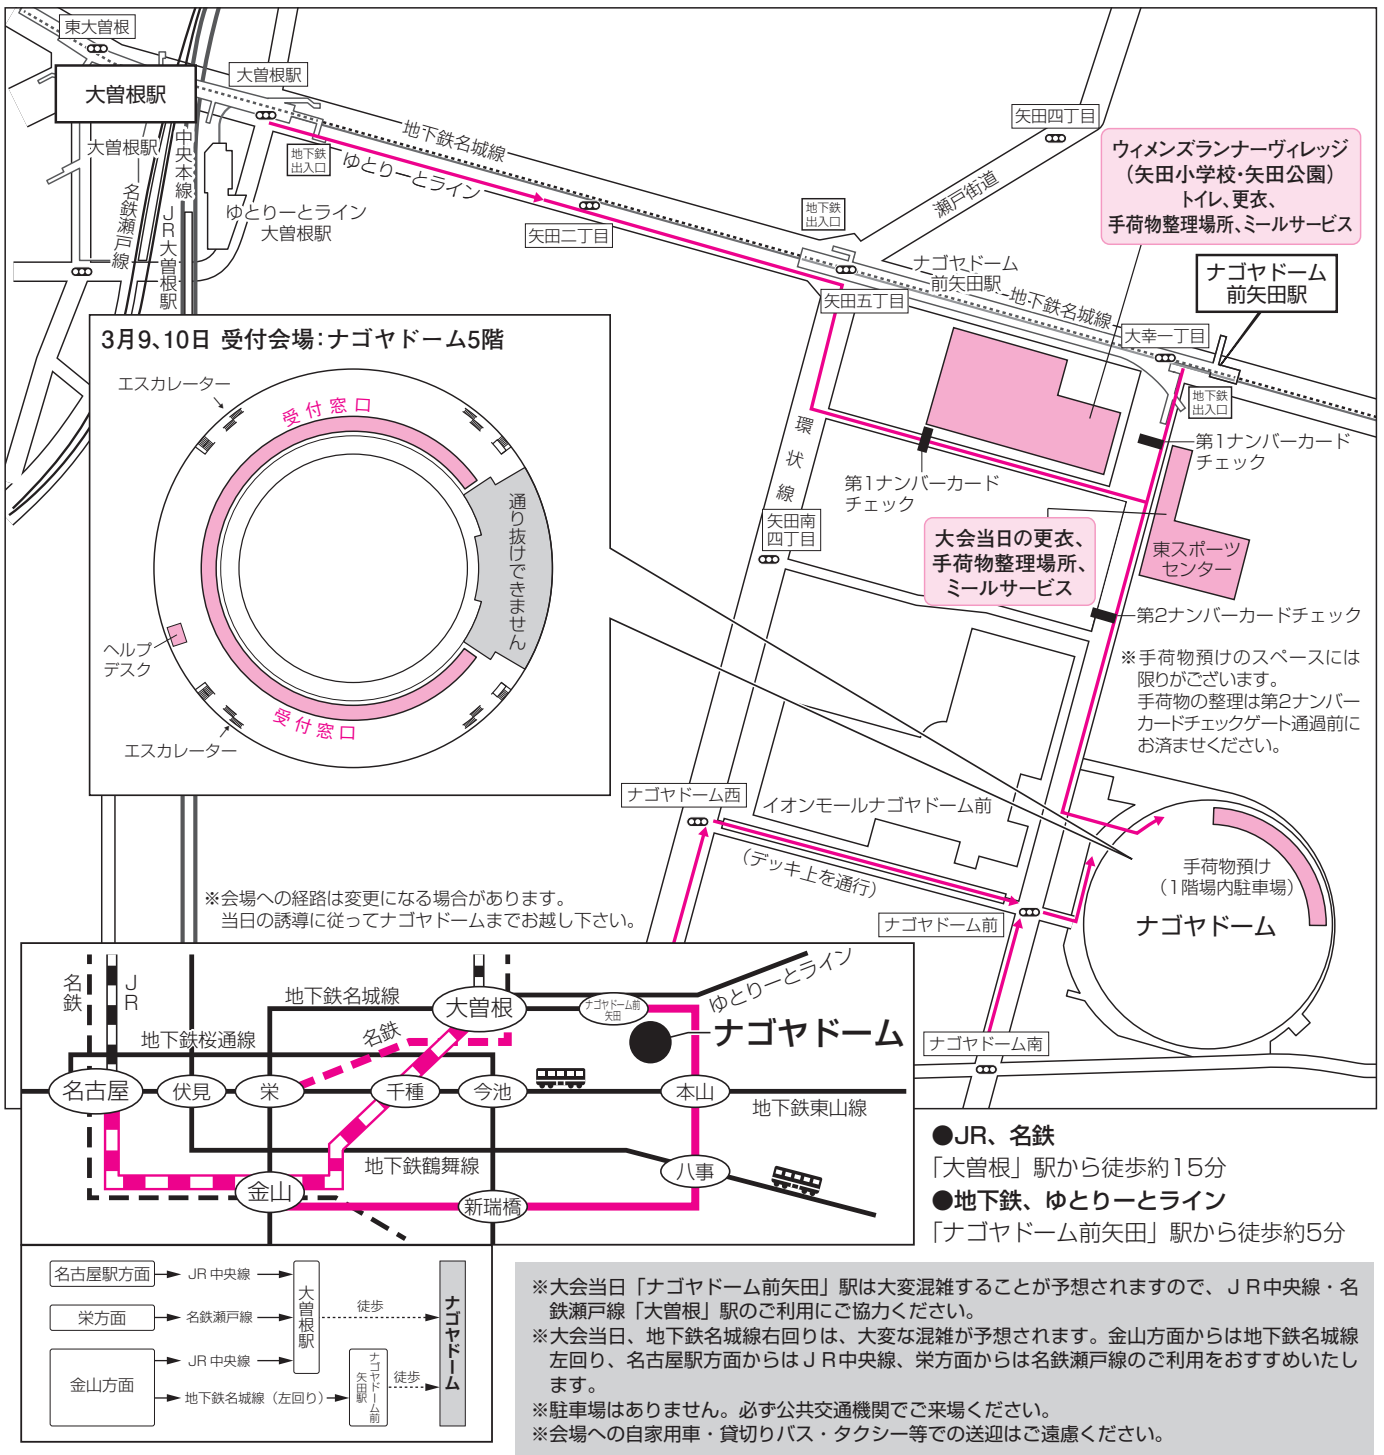 東大曽根
大曽根駅
大曽根駅
大曽根駅
中央本線
名鉄瀬戸線
JR大曽根駅
ゆとりーとライン
大曽根駅
地下鉄
出入口
地下鉄名城線
ゆとりーとライン
矢田二丁目
矢田四丁目
瀬戸街道
地下鉄
出入口
ナゴヤドーム
前矢田駅
矢田五丁目
地下鉄名城線
大幸一丁目
地下鉄
出入口
ウィメンズランナーヴィレッジ
（矢田小学校・矢田公園）
トイレ、更衣、
手荷物整理場所、ミールサービス
ナゴヤドーム
前矢田駅
3月9、10日 受付会場：ナゴヤドーム5階
エスカレーター
受付窓口
通り抜けできません
ヘルプ
デスク
受付窓口
エスカレーター
環状線
第1ナンバーカード
チェック
第1ナンバーカード
チェック
矢田南
四丁目
大会当日の更衣、
手荷物整理場所、
ミールサービス
東スポーツ
センター
第2ナンバーカードチェック
※手荷物預けのスペースには
限りがございます。
手荷物の整理は第2ナンバー
カードチェックゲート通過前に
お済ませください。
ナゴヤドーム西
イオンモールナゴヤドーム前
（デッキ上を通行）
ナゴヤドーム前
手荷物預け
（1階場内駐車場）
ナゴヤドーム
ナゴヤドーム南
※会場への経路は変更になる場合があります。
当日の誘導に従ってナゴヤドームまでお越し下さい。
名鉄
JR
地下鉄名城線
大曽根
ナゴヤドーム前
矢田
ゆとりーとライン
ナゴヤドーム
地下鉄桜通線
名鉄
名古屋
伏見
栄
千種
今池
本山
地下鉄東山線
地下鉄鶴舞線
八事
金山
新瑞橋
●JR、名鉄
「大曽根」駅から徒歩約15分
●地下鉄、ゆとりーとライン
「ナゴヤドーム前矢田」駅から徒歩約5分
名古屋駅方面
JR中央線
大曽根駅
栄方面
名鉄瀬戸線
徒歩
ナゴヤドーム
金山方面
JR中央線
地下鉄名城線（左回り）
ナゴヤドーム前
矢田駅
徒歩
※大会当日「ナゴヤドーム前矢田」駅は大変混雑することが予想されますので、ＪＲ中央線・名
鉄瀬戸線「大曽根」駅のご利用にご協力ください。
※大会当日、地下鉄名城線右回りは、大変な混雑が予想されます。金山方面からは地下鉄名城線
左回り、名古屋駅方面からはＪＲ中央線、栄方面からは名鉄瀬戸線のご利用をおすすめいたし
ます。
※駐車場はありません。必ず公共交通機関でご来場ください。
※会場への自家用車・貸切りバス・タクシー等での送迎はご遠慮ください。